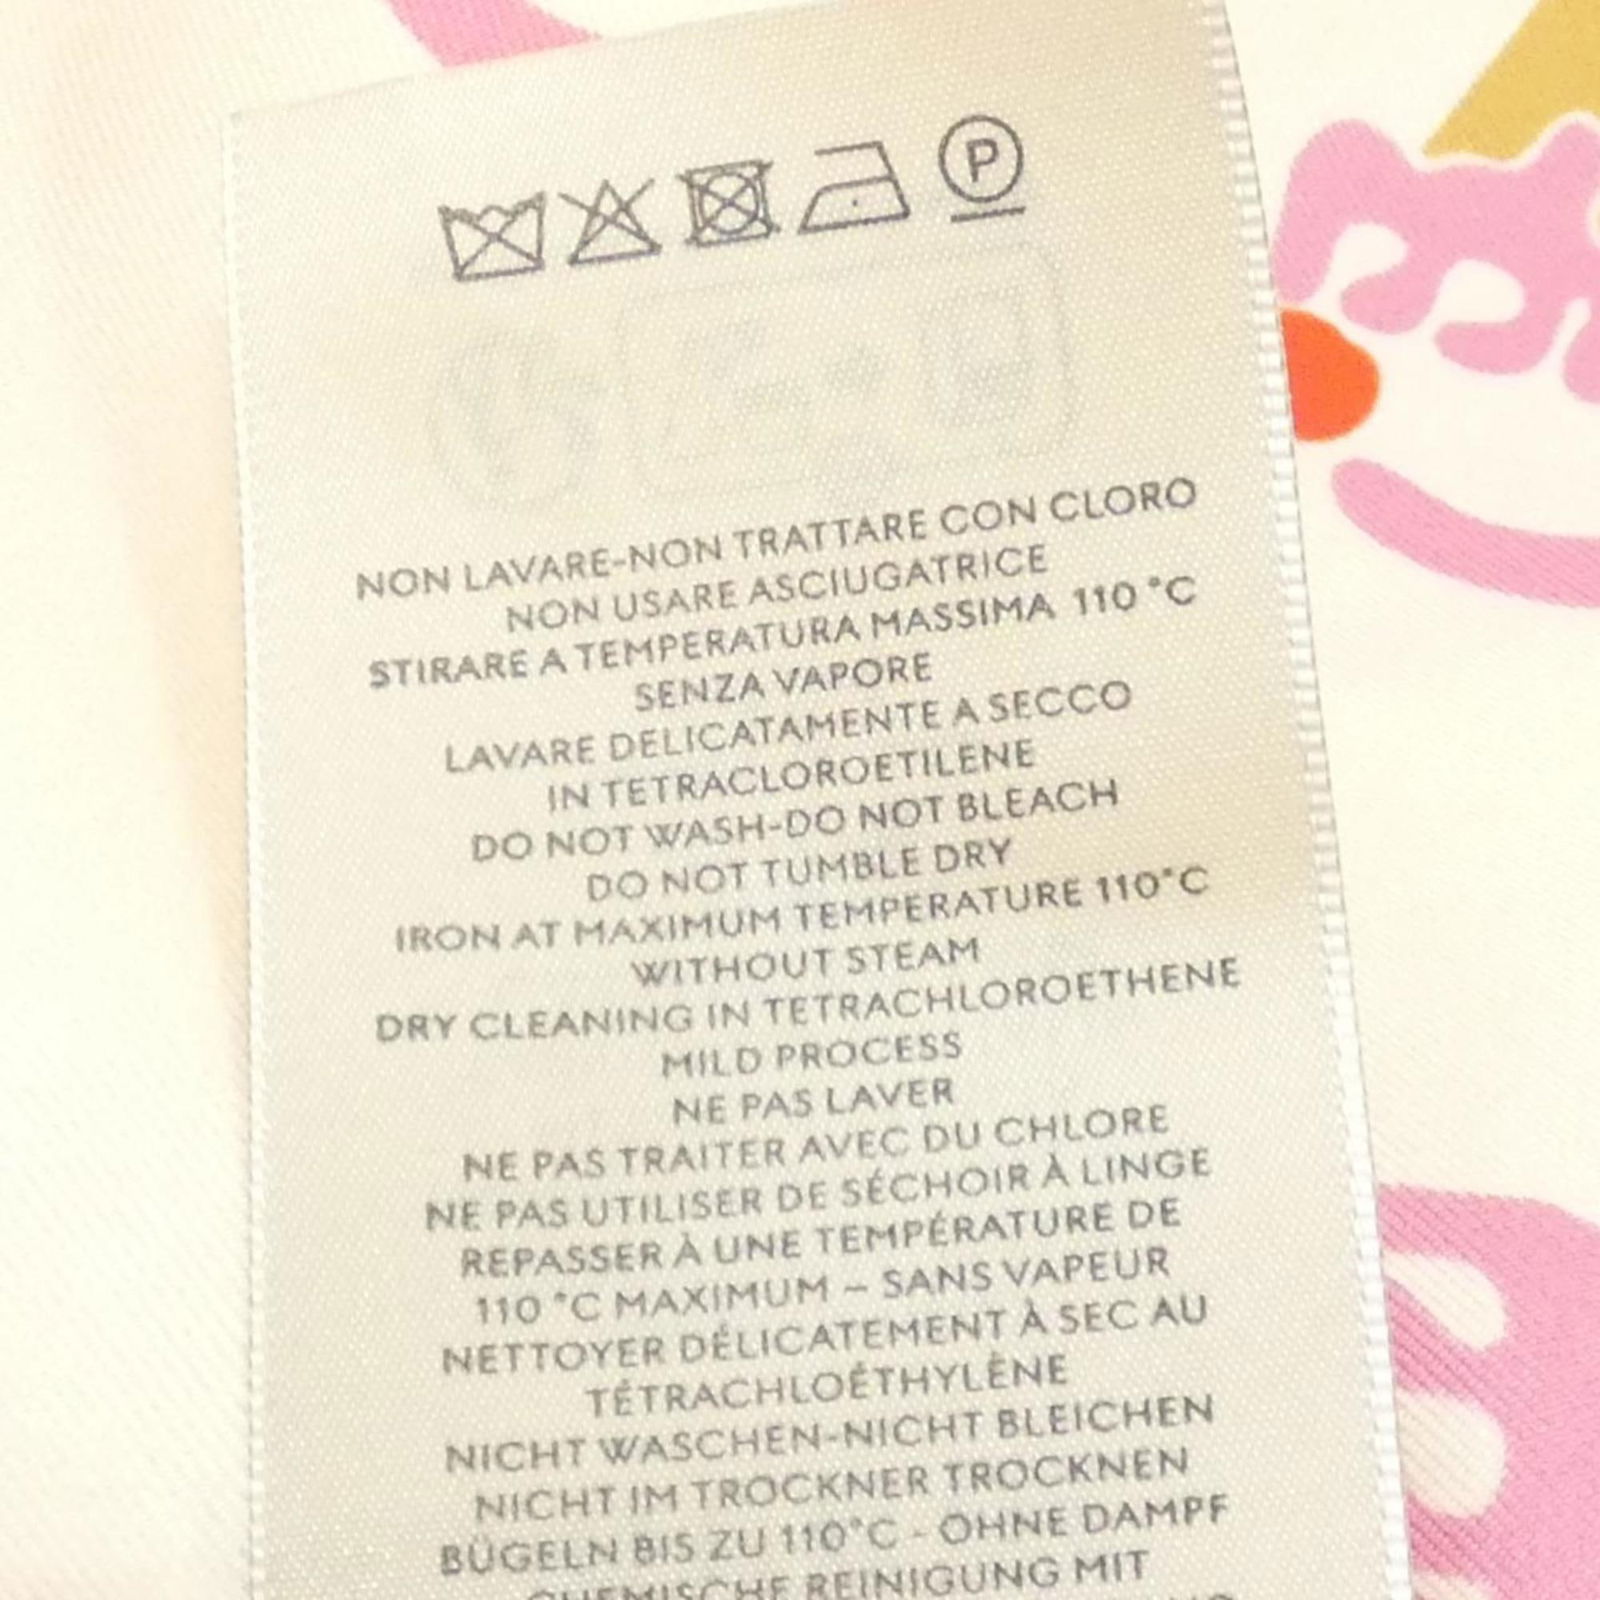 P
NON LAVARE-NON TRATTARE CON CLORO
NON USARE ASCIUGATRICE
STIRARE A TEMPERATURA MASSIMA 110 °C
SENZA VAPORE
LAVARE DELICATAMENTE A SECCO
IN TETRACLOROETILENE
DO NOT WASH-DO NOT BLEACH
DO NOT TUMBLE DRY
IRON AT MAXIMUM TEMPERATURE 110°C
WITHOUT STEAM
DRY CLEANING IN TETRACHLOROETHENE
MILD PROCESS
NE PAS LAVER
NE PAS TRAITER AVEC DU CHLORE
NE PAS UTILISER DE SÉCHOIR À LINGE
REPASSER À UNE TEMPÉRATURE DE
110 °C MAXIMUM – SANS VAPEUR
NETTOYER DÉLICATEMENT À SEC AU
TÉTRACHLOÉTHYLÈNE
NICHT WASCHEN-NICHT BLEICHEN
NICHT IM TROCKNER TROCKNEN
BÜGELN BIS ZU 110°C - OHNE DAMPF
CHEMISCHE REINIGUNG MIT